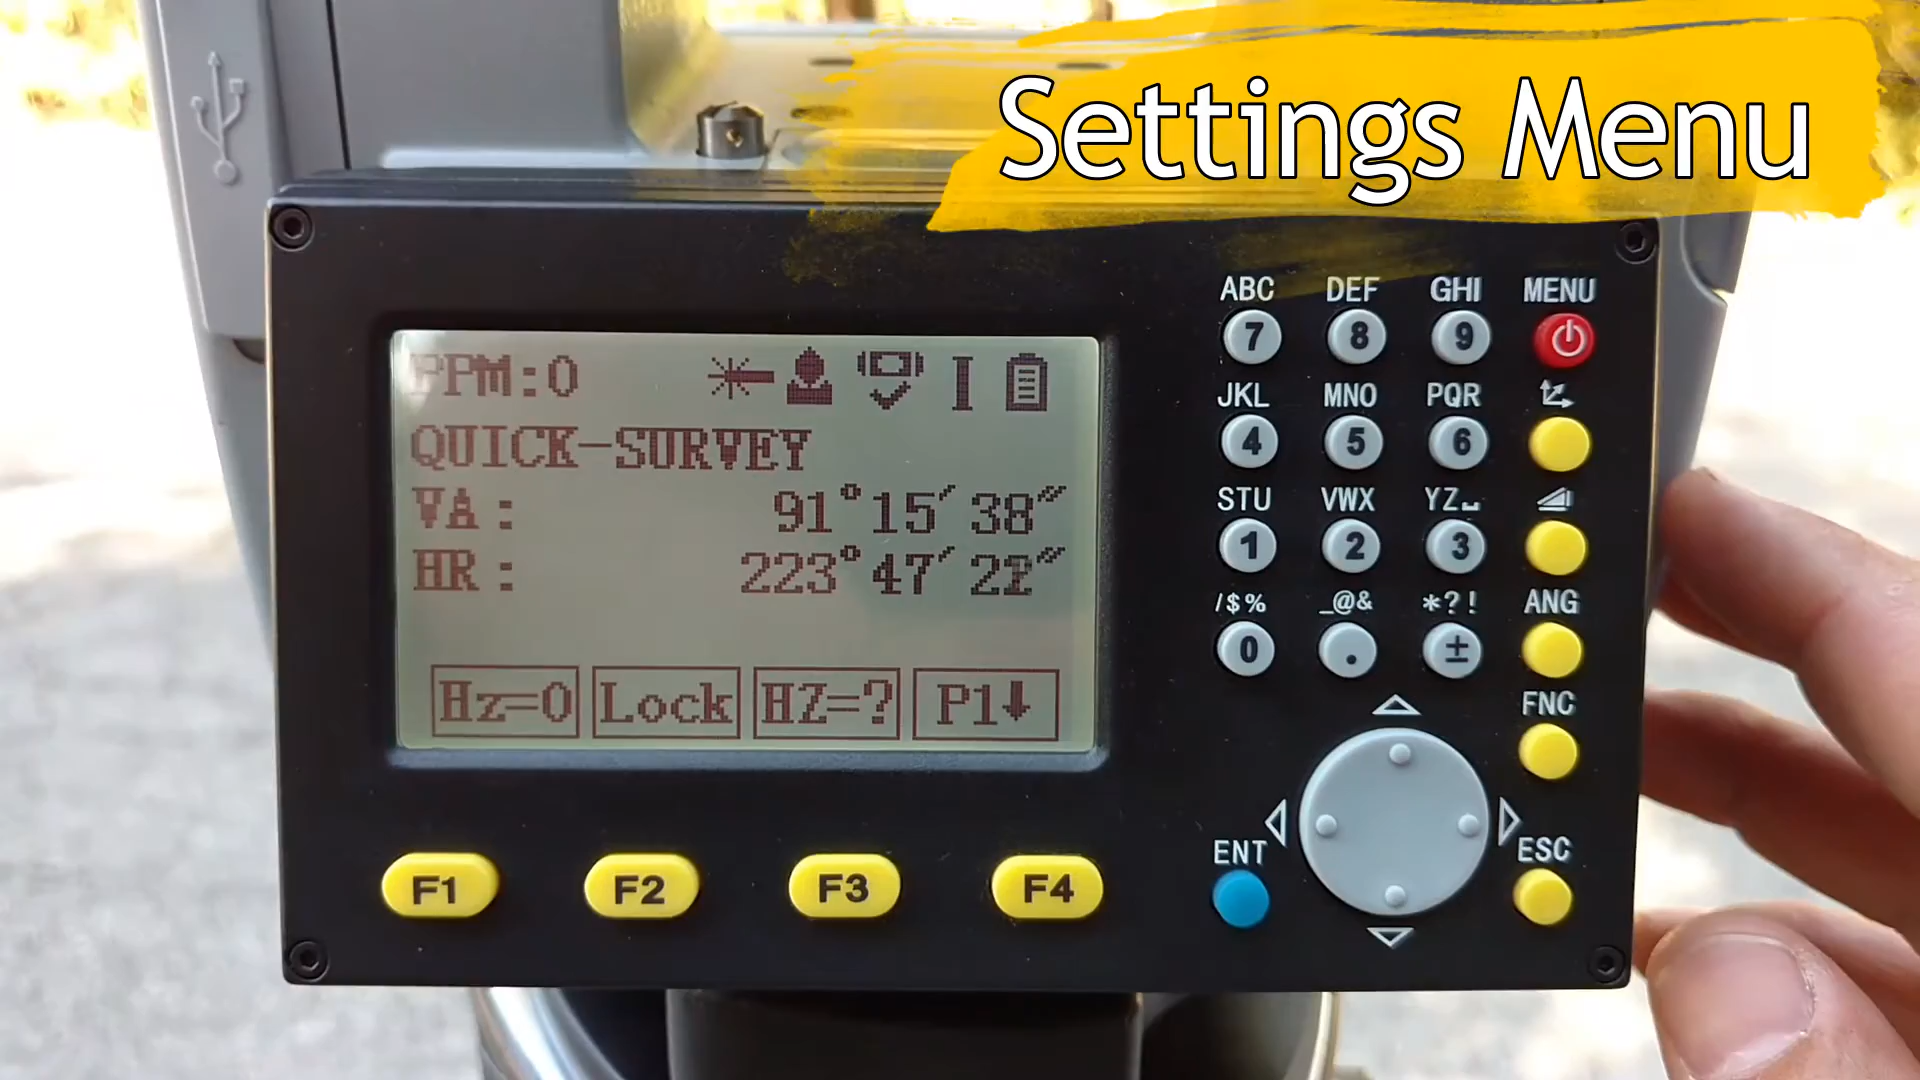 Settings Menu
PPM:0
QUICK-SURVEY
VA: 91°15′38″
HR: 223°47′
Hz=0 Lock HZ=? P1↓
F1 F2 F3 F4
ABC DEF GHI MENU
7 8 9
JKL MNO PQR
4 5 6
STU VWX YZ
1 2 3
/$% _@& *?! ANG
0 . ±
FNC
ENT ESC